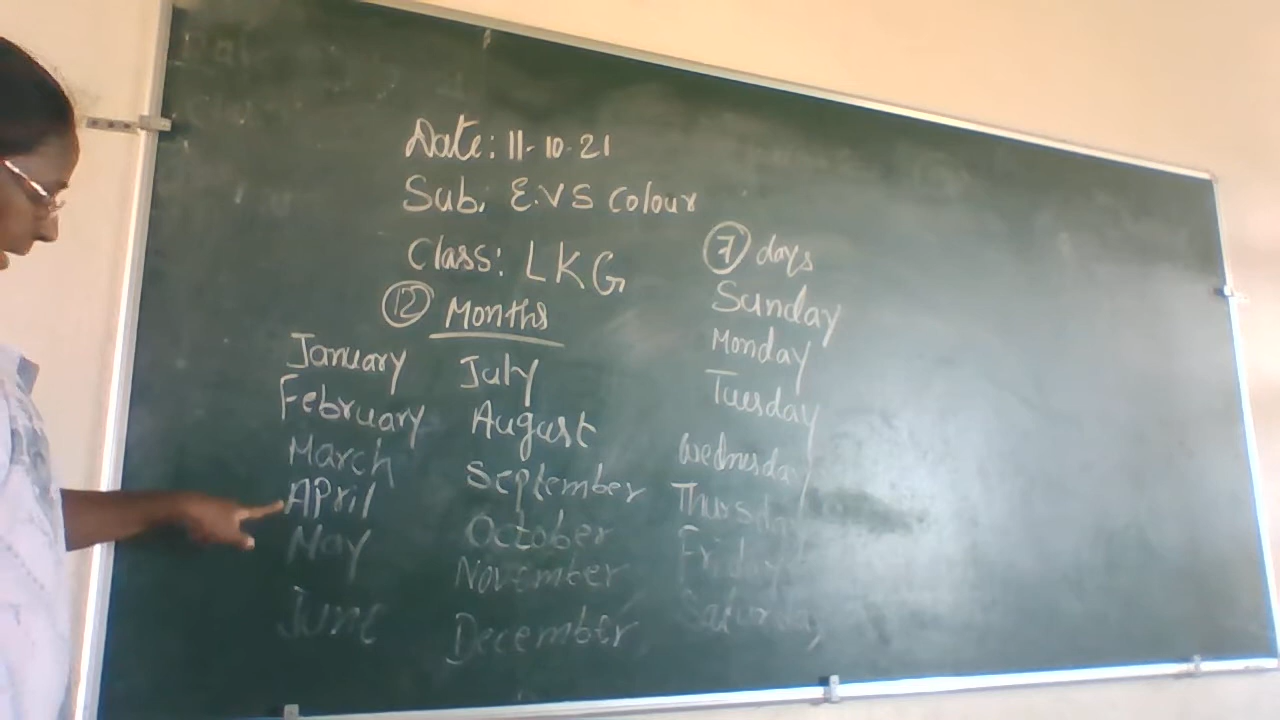 Date: 11-10-21
Sub: E.VS Colour
Class: LKG
12 Months
January
February
March
APril
May
June
July
August
September
October
November
December
7 days
Sunday
Monday
Tuesday
Wednesday
Thursday
Friday
Saturday